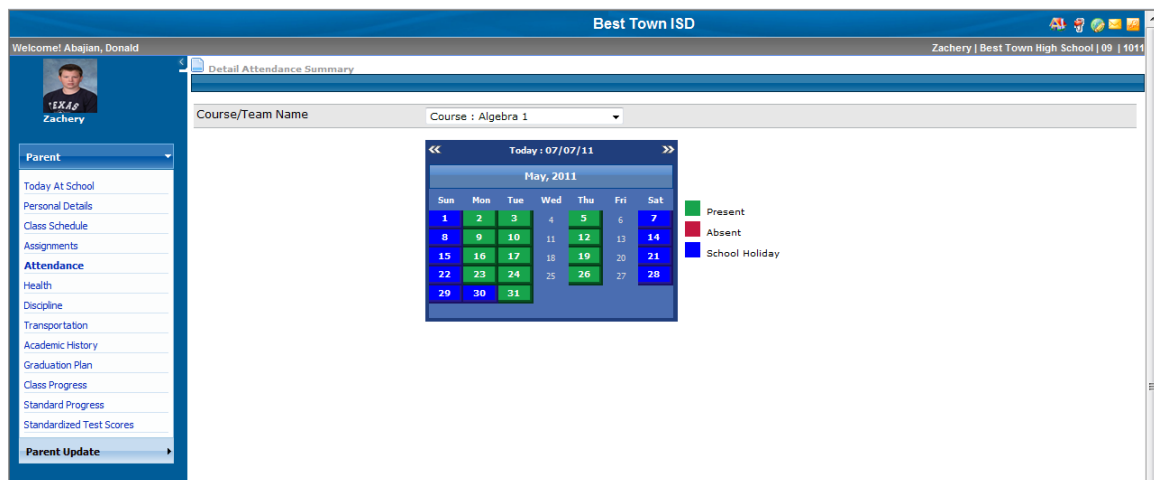 Best Town ISD
Welcome! Abajian, Donald
Zachery | Best Town High School | 09 | 1011
TEXAS
Zachery
Parent
Today At School
Personal Details
Class Schedule
Assignments
Attendance
Health
Discipline
Transportation
Academic History
Graduation Plan
Class Progress
Standard Progress
Standardized Test Scores
Parent Update
Detail Attendance Summary
Course/Team Name
Course : Algebra 1
Today : 07/07/11
May, 2011
Sun Mon Tue Wed Thu Fri Sat
1 2 3 4 5 6 7
8 9 10 11 12 13 14
15 16 17 18 19 20 21
22 23 24 25 26 27 28
29 30 31
Present
Absent
School Holiday